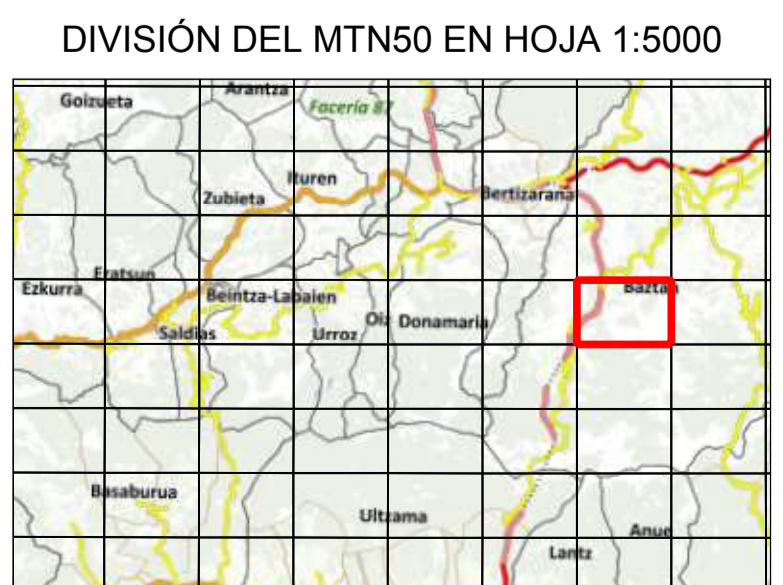 DIVISIÓN DEL MTN50 EN HOJA 1:5000
Arantza
Goizueta
Facería 87
Ituren
Zubieta
Bertizarana
Eratsun
Ezkurra
Baztan
Beintza-Labaien
Oiz
Donamaria
Saldias
Urroz
Basaburua
Ultzama
Anue
Lantz